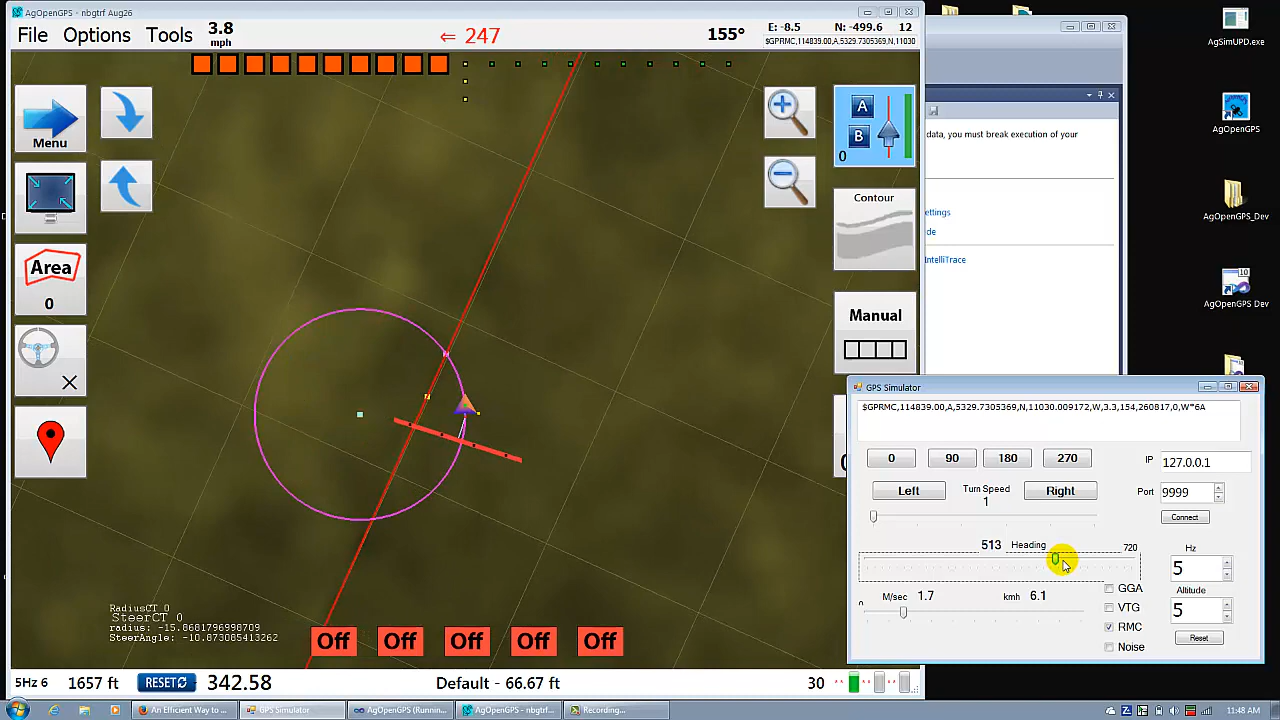 AgOpenGPS - nbgtrf Aug26
File Options Tools
3.8
mph
⇐ 247
155°
E: -8.5 N: -499.6 12
$GPRMC,114839.00,A,5329.7305369,N,11030
Menu
Area
0
A
B
0
Contour
Manual
RadiusCT 0
SteerCT 0
radius: -15.0681796998709
SteerAngle: -10.873085413262
Off Off Off Off Off
5Hz 6 1657 ft RESET 342.58 Default - 66.67 ft 30
data, you must break execution of your
ettings
de
IntelliTrace
AgSimUPD.exe
AgOpenGPS
AgOpenGPS_Dev
10
AgOpenGPS Dev
GPS Simulator
$GPRMC,114839.00,A,5329.7305369,N,11030.009172,W,3.3,154,260817,0,W*6A
0 90 180 270
IP 127.0.0.1
Left Turn Speed Right
1
Port 9999
Connect
513 Heading 720
Hz
5
0 M/sec 1.7 kmh 6.1
GGA
VTG
RMC
Noise
Altitude
5
Reset
An Efficient Way to ...
GPS Simulator
AgOpenGPS (Runnin...
AgOpenGPS - nbgtrf...
Recording...
11:48 AM